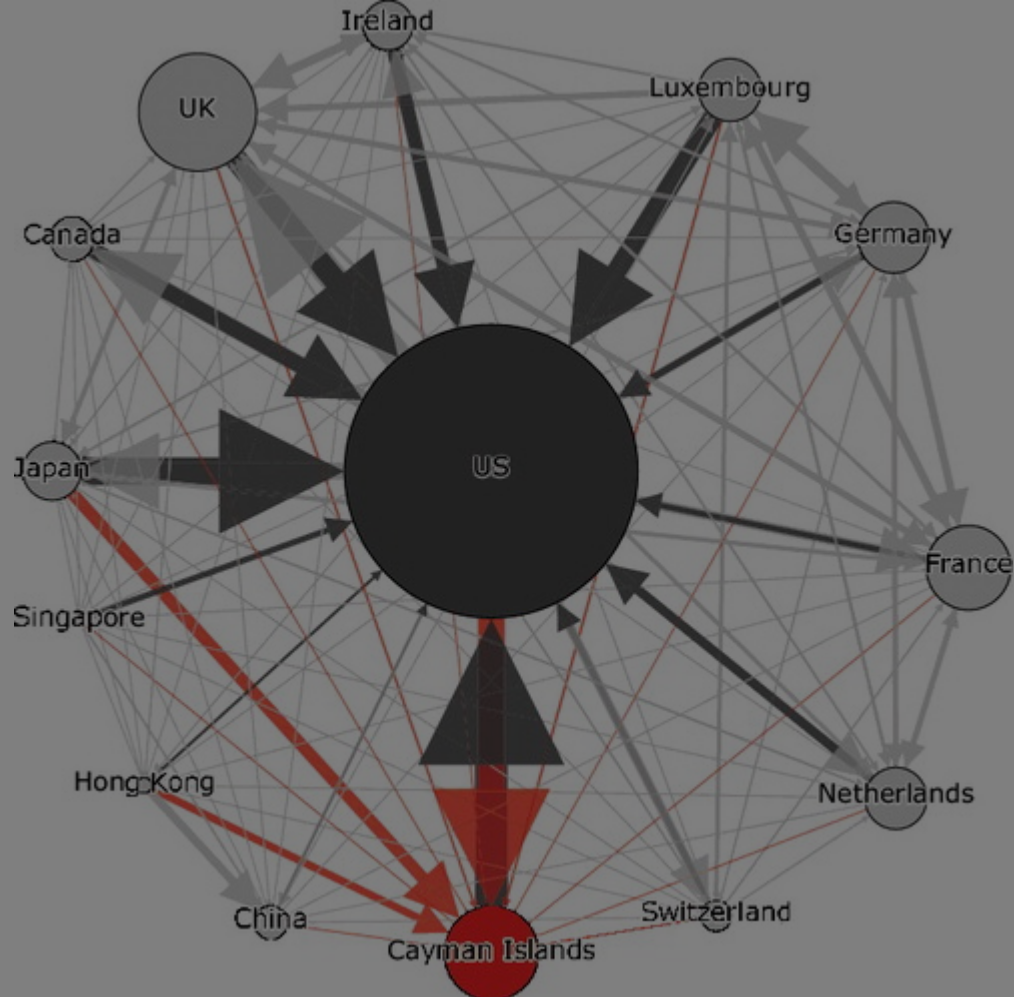 Ireland
Luxembourg
UK
Canada
Germany
Japan
US
France
Singapore
Hong Kong
Netherlands
China
Switzerland
Cayman Islands